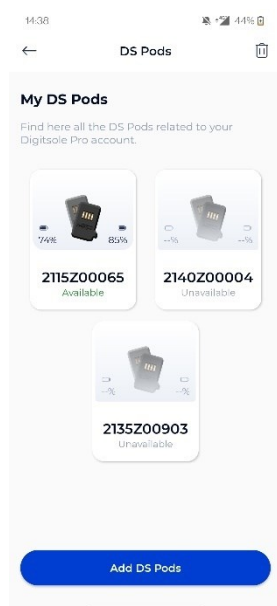 14:38
44%
DS Pods
My DS Pods
Find here all the DS Pods related to your
Digitsole Pro account.
74% 85%
--% --%
2115Z00065 2140Z00004
Available Unavailable
--% --%
2135Z00903
Unavailable
Add DS Pods